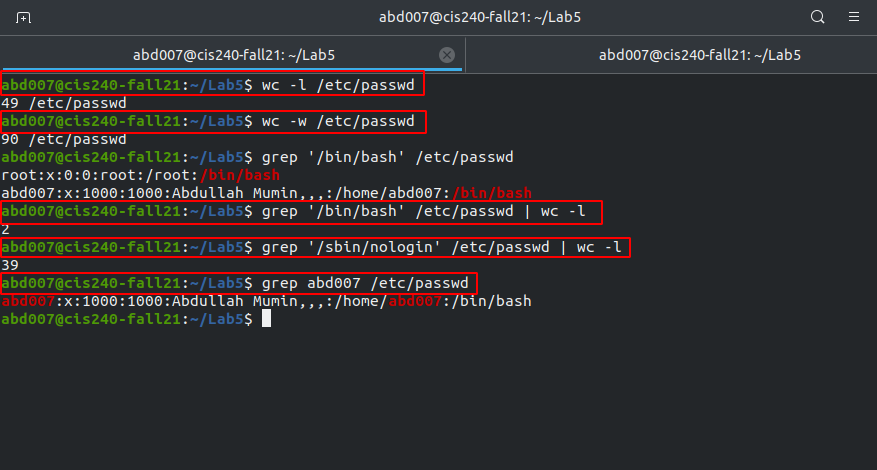 abd007@cis240-fall21: ~/Lab5
abd007@cis240-fall21: ~/Lab5
abd007@cis240-fall21: ~/Lab5
abd007@cis240-fall21:~/Lab5$ wc -l /etc/passwd
49 /etc/passwd
abd007@cis240-fall21:~/Lab5$ wc -w /etc/passwd
90 /etc/passwd
abd007@cis240-fall21:~/Lab5$ grep '/bin/bash' /etc/passwd
root:x:0:0:root:/root:/bin/bash
abd007:x:1000:1000:Abdullah Mumin,,,:/home/abd007:/bin/bash
abd007@cis240-fall21:~/Lab5$ grep '/bin/bash' /etc/passwd | wc -l
2
abd007@cis240-fall21:~/Lab5$ grep '/sbin/nologin' /etc/passwd | wc -l
39
abd007@cis240-fall21:~/Lab5$ grep abd007 /etc/passwd
abd007:x:1000:1000:Abdullah Mumin,,,:/home/abd007:/bin/bash
abd007@cis240-fall21:~/Lab5$